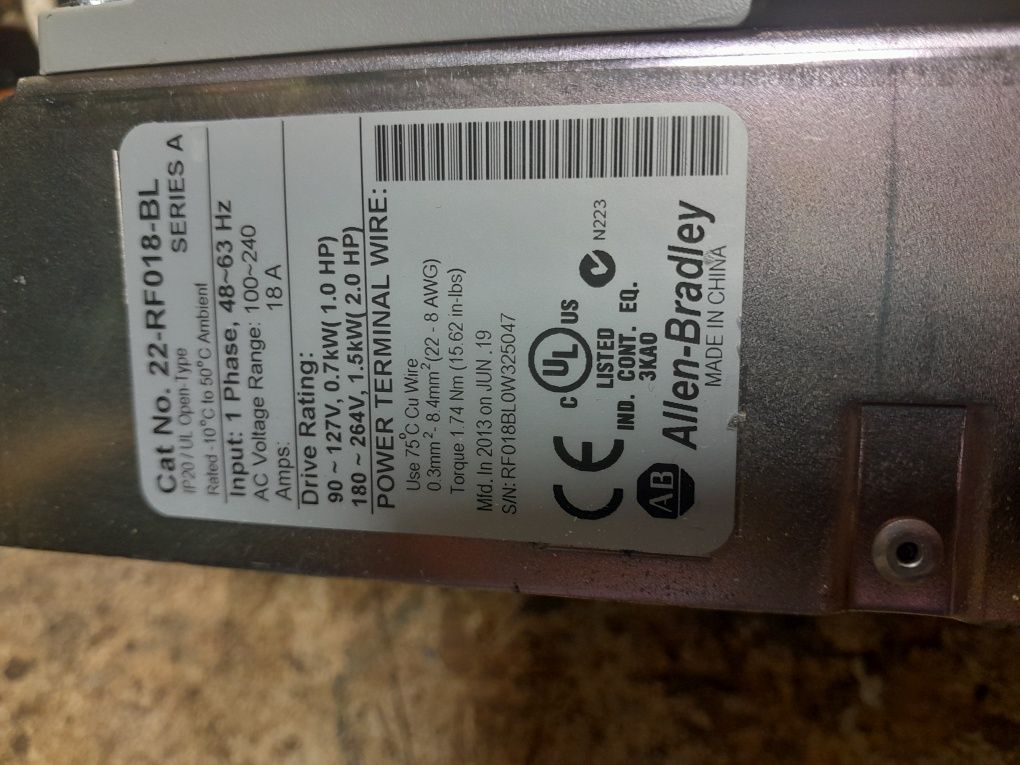 Cat No. 22-RF018-BL
IP20 / UL Open-Type SERIES A
Rated -10°C to 50°C Ambient
Input: 1 Phase, 48~63 Hz
AC Voltage Range: 100~240
Amps: 18 A
Drive Rating:
90 ~ 127V, 0.7kW( 1.0 HP)
180 ~ 264V, 1.5kW( 2.0 HP)
POWER TERMINAL WIRE:
Use 75°C Cu Wire
0.3mm² - 8.4mm²(22 - 8 AWG)
Torque 1.74 Nm (15.62 in-lbs)
Mfd. In 2013 on JUN. 19
S/N: RF018BL0W325047
CE
c UL US
LISTED
IND. CONT. EQ.
3KA0
N223
AB Allen-Bradley
MADE IN CHINA